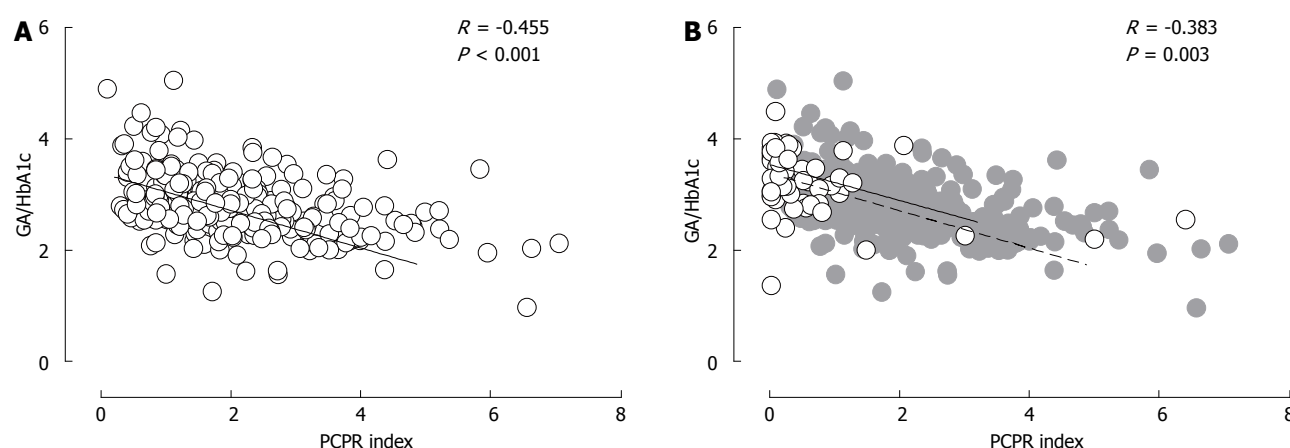 A
R = -0.455
P < 0.001
6
4
2
0
GA/HbA1c
0 2 4 6 8
PCPR index
B
R = -0.383
P = 0.003
6
4
2
0
GA/HbA1c
0 2 4 6 8
PCPR index